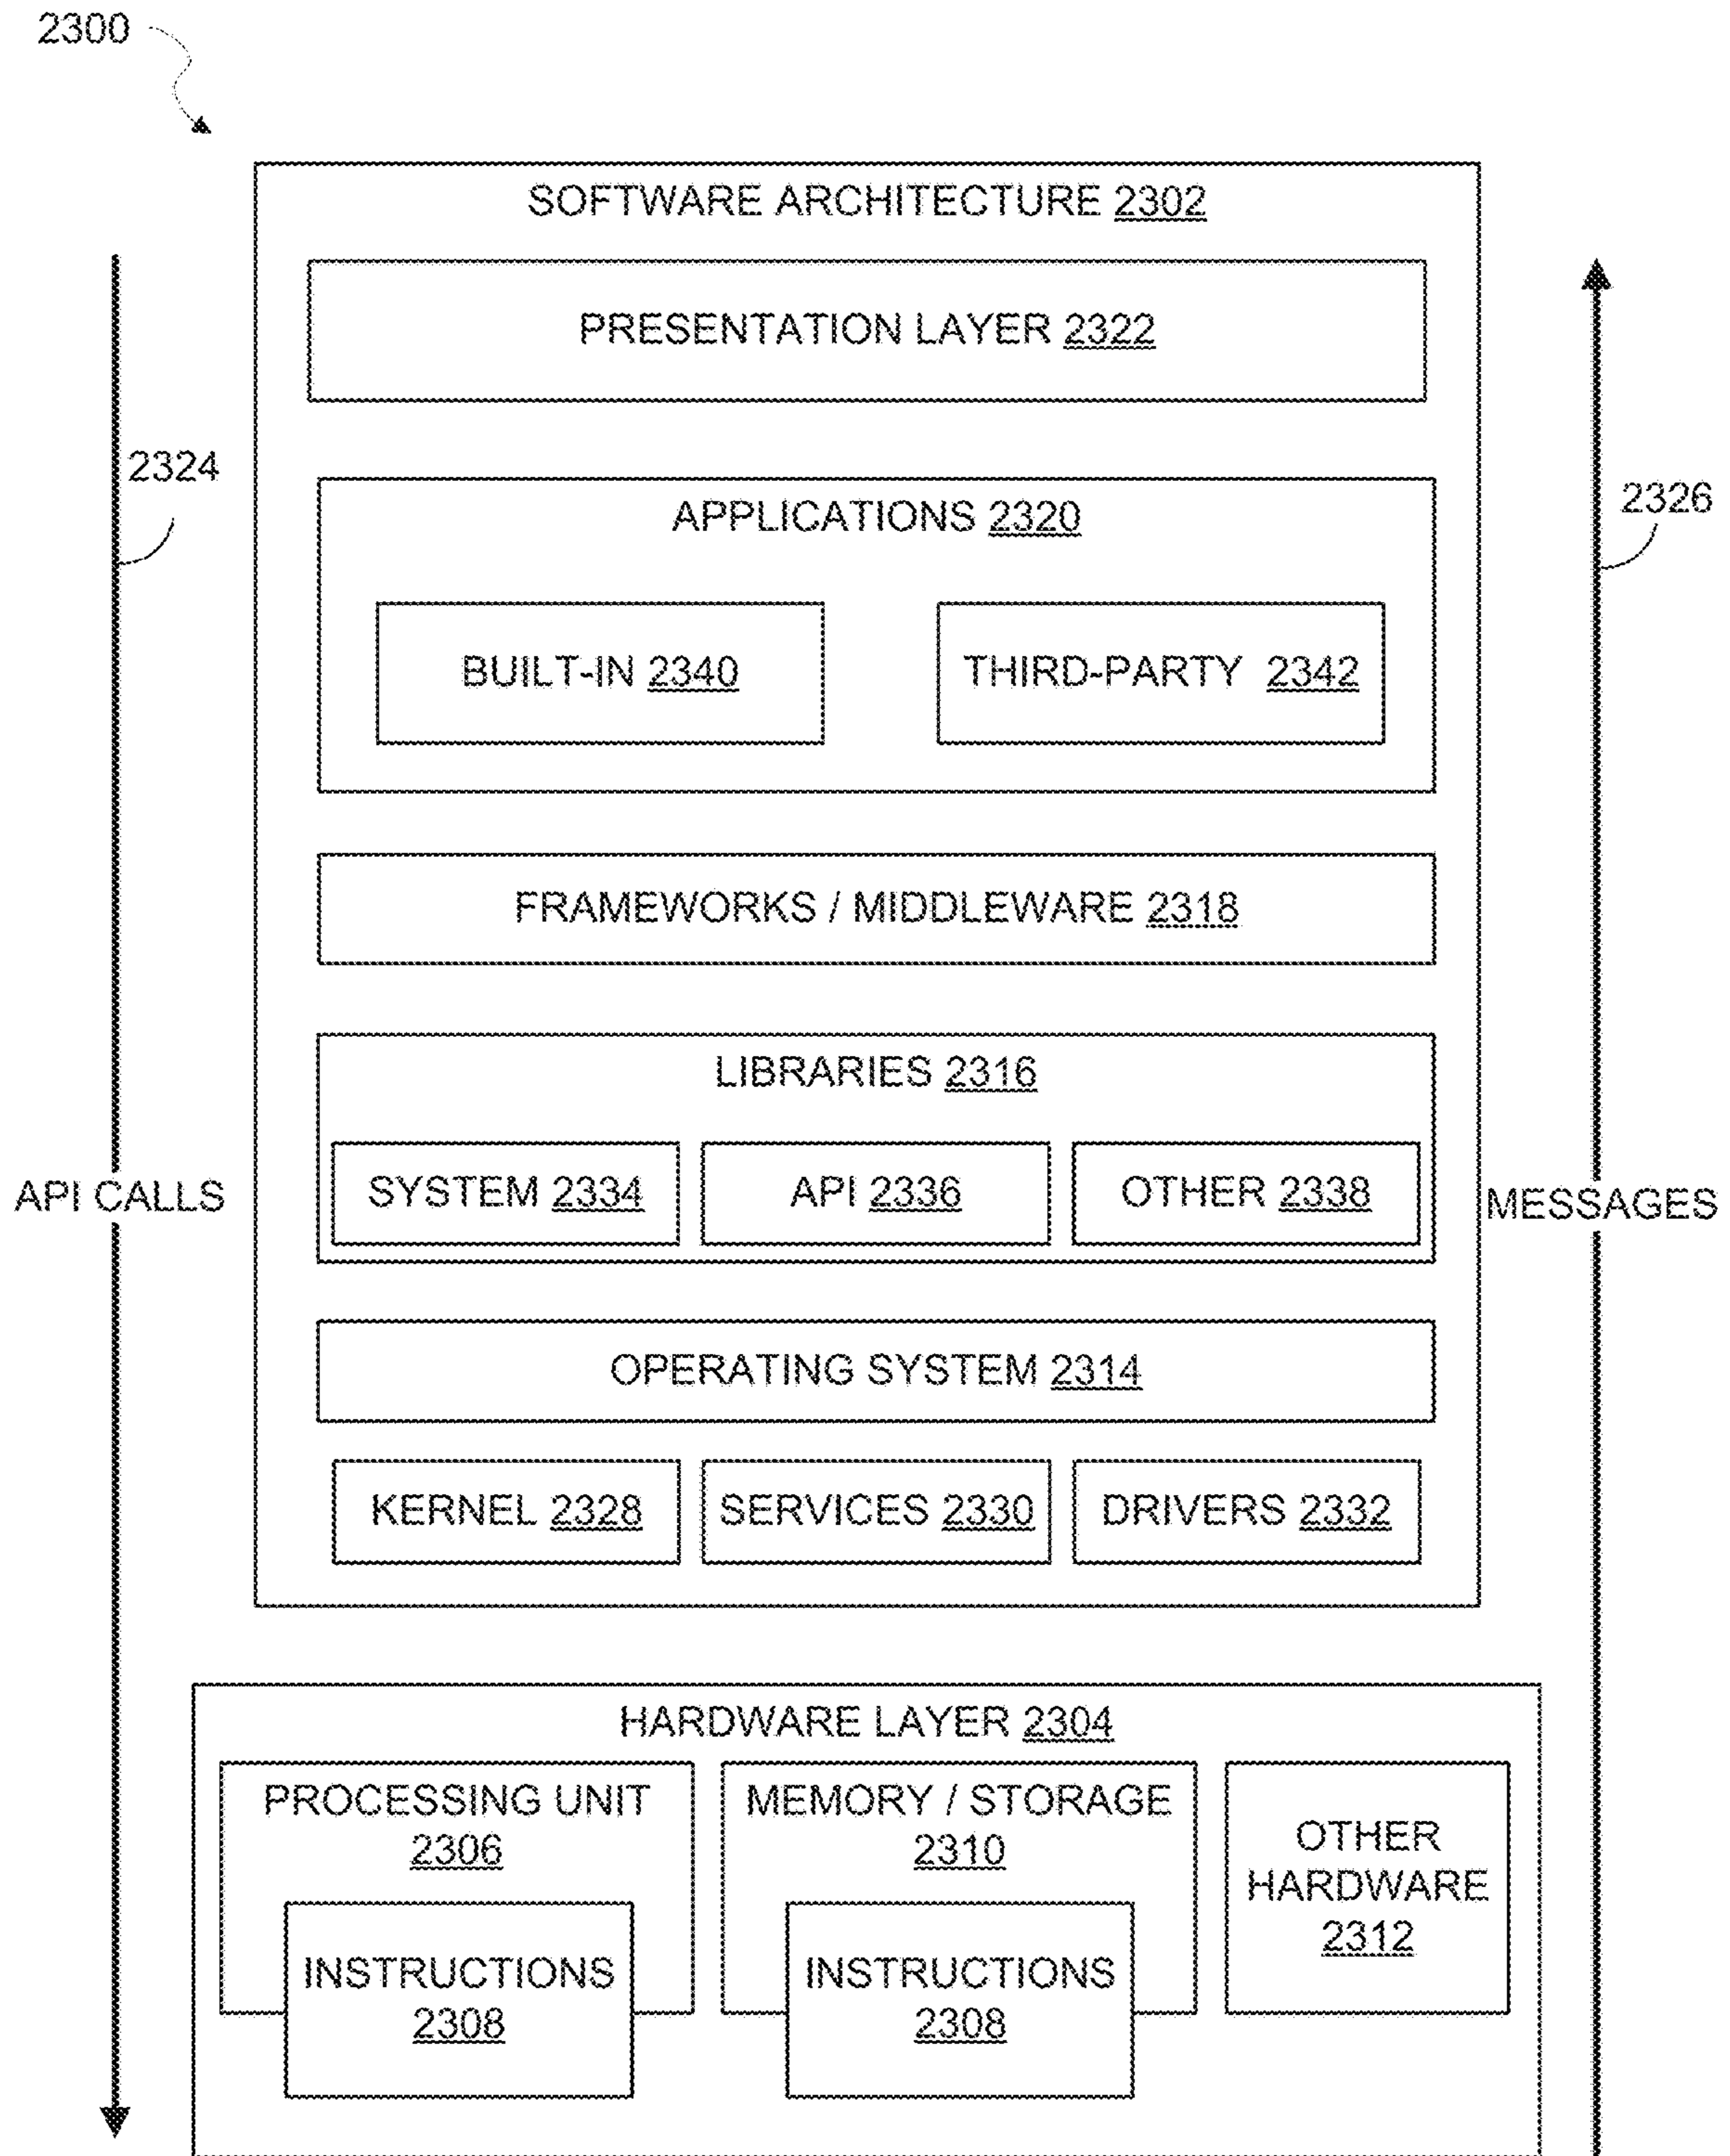 2300
SOFTWARE ARCHITECTURE 2302
PRESENTATION LAYER 2322
2324
2326
APPLICATIONS 2320
BUILT-IN 2340
THIRD-PARTY 2342
FRAMEWORKS / MIDDLEWARE 2318
LIBRARIES 2316
SYSTEM 2334
API 2336
OTHER 2338
API CALLS
MESSAGES
OPERATING SYSTEM 2314
KERNEL 2328
SERVICES 2330
DRIVERS 2332
HARDWARE LAYER 2304
PROCESSING UNIT
2306
INSTRUCTIONS
2308
MEMORY / STORAGE
2310
INSTRUCTIONS
2308
OTHER
HARDWARE
2312